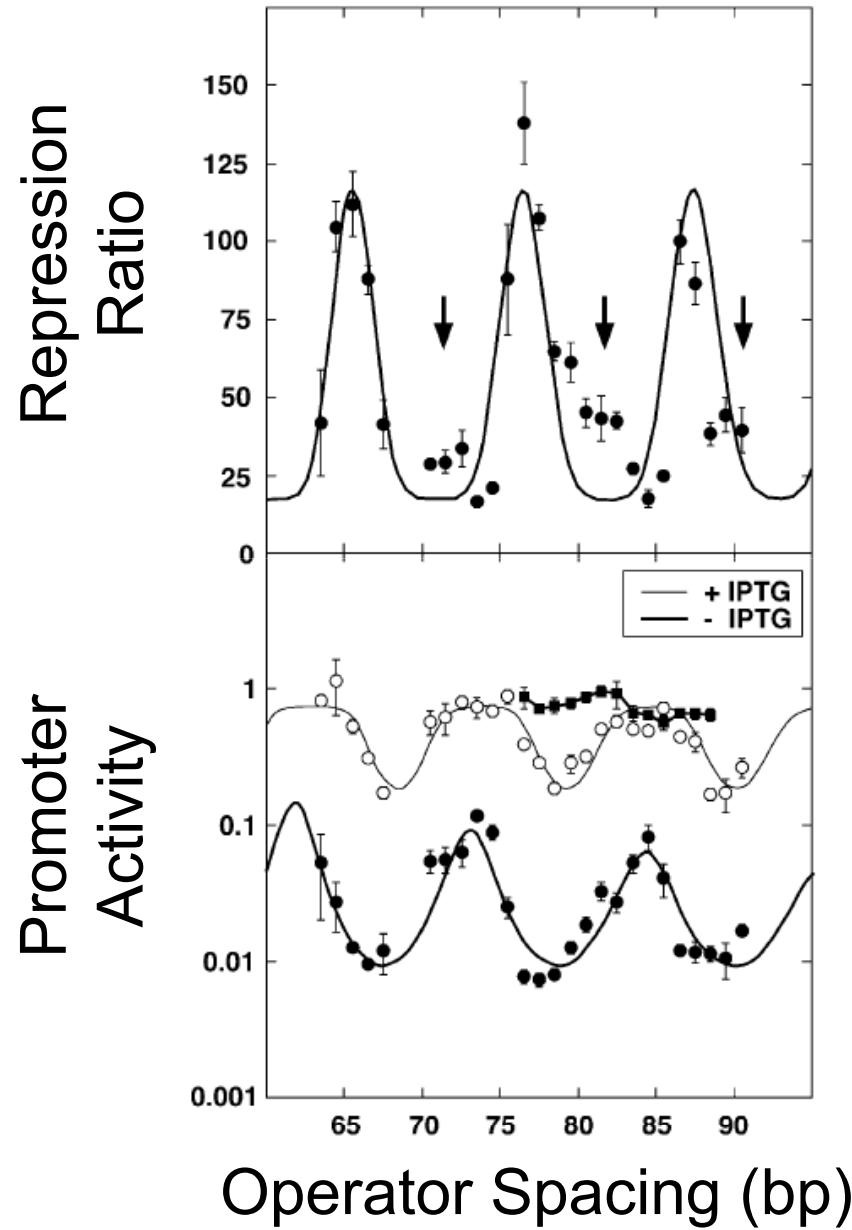 Repression
Ratio
150
125
100
75
50
25
0
+ IPTG
- IPTG
Promoter
Activity
1
0.1
0.01
0.001
65 70 75 80 85 90
Operator Spacing (bp)